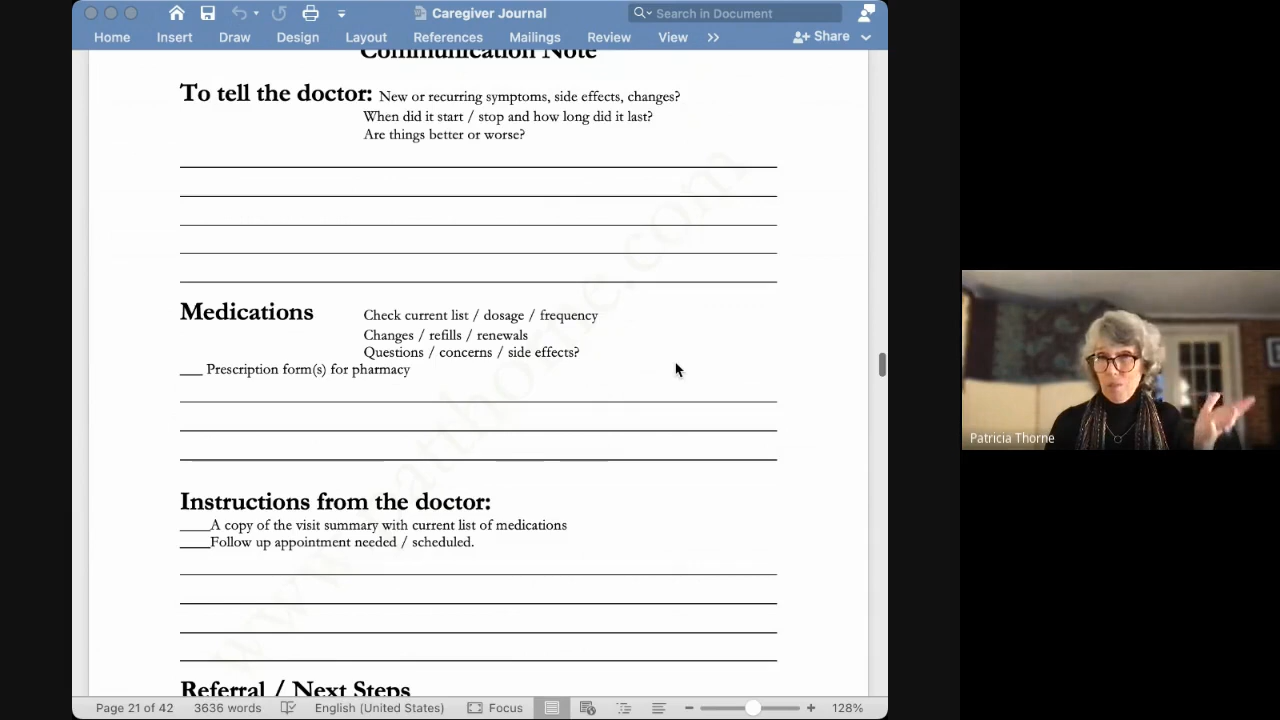 Caregiver Journal
Search in Document
Home Insert Draw Design Layout References Mailings Review View >> Share
Communication Note
To tell the doctor: New or recurring symptoms, side effects, changes?
When did it start / stop and how long did it last?
Are things better or worse?
Medications Check current list / dosage / frequency
Changes / refills / renewals
Questions / concerns / side effects?
___ Prescription form(s) for pharmacy
Instructions from the doctor:
____A copy of the visit summary with current list of medications
____Follow up appointment needed / scheduled.
Referral / Next Steps
Page 21 of 42 3636 words English (United States) Focus 128%
Patricia Thorne